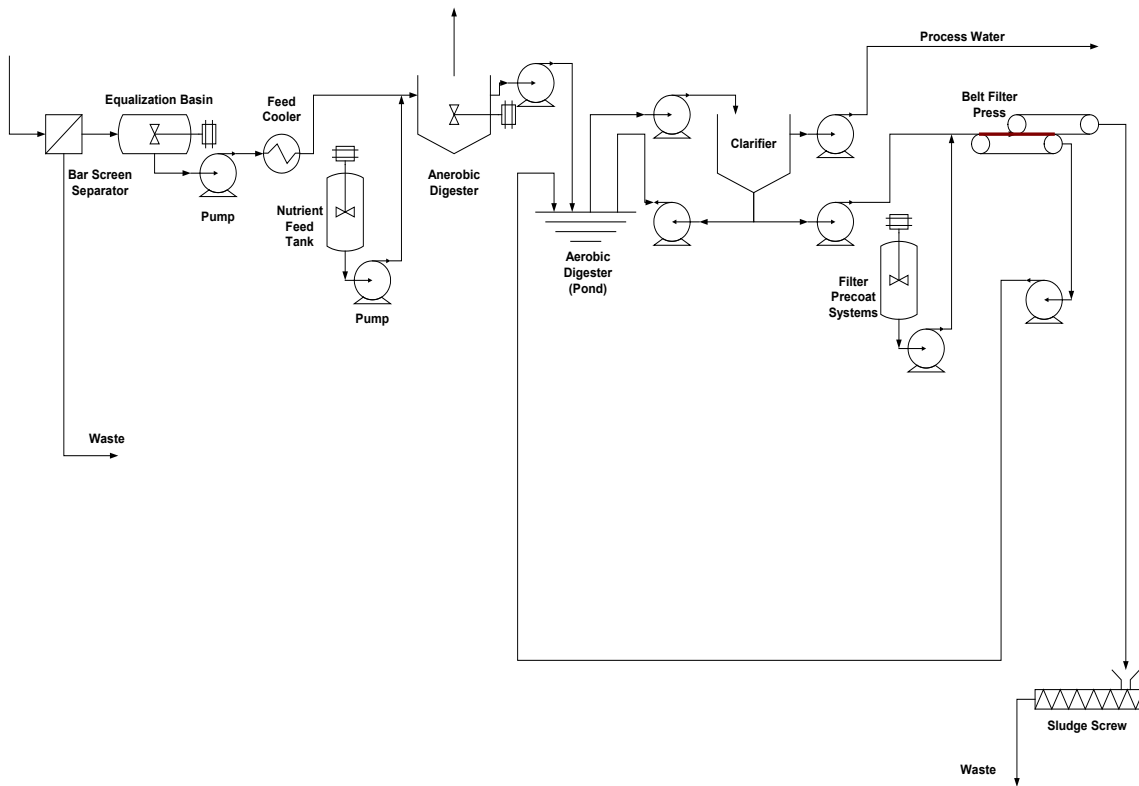 Process Water
Equalization Basin
Feed
Cooler
Belt Filter
Press
Clarifier
Bar Screen
Separator
Anerobic
Digester
Pump
Nutrient
Feed
Tank
Aerobic
Digester
(Pond)
Filter
Precoat
Systems
Pump
Waste
Sludge Screw
Waste